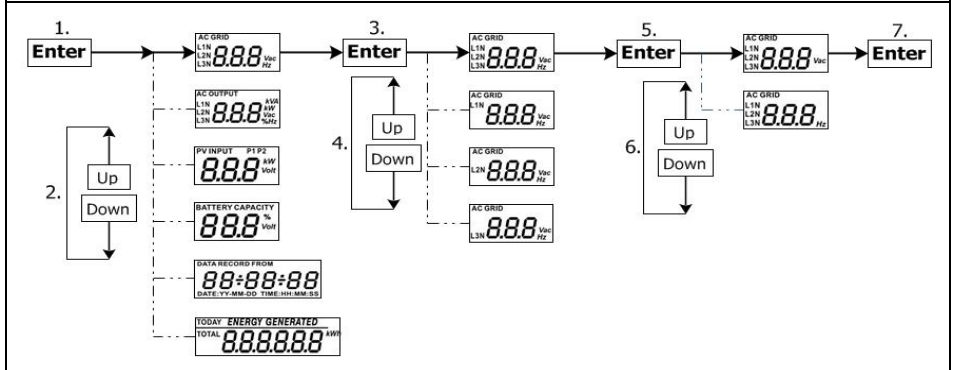 1.
Enter
AC GRID
L1N
L2N
L3N
8.8.8 Vac
Hz
3.
Enter
AC GRID
L1N
L2N
L3N
8.8.8 Vac
Hz
5.
Enter
AC GRID
L1N
L2N
L3N
8.8.8 Vac
7.
Enter
2.
Up
Down
AC OUTPUT
L1N
L2N
L3N
8.8.8 kVA
kW
Vac
%Hz
PV INPUT P1 P2
8.8.8 kW
Volt
BATTERY CAPACITY
8.8.8 %
Volt
DATA RECORD FROM
88÷88÷88
DATE:YY-MM-DD TIME:HH:MM:SS
TODAY ENERGY GENERATED
TOTAL 8.8.8.8.8.8 kWh
4.
Up
Down
AC GRID
L1N
8.8.8 Vac
Hz
AC GRID
L2N 8.8.8 Vac
Hz
AC GRID
L3N 8.8.8 Vac
Hz
6.
Up
Down
AC GRID
L1N
L2N
L3N
8.8.8 Hz